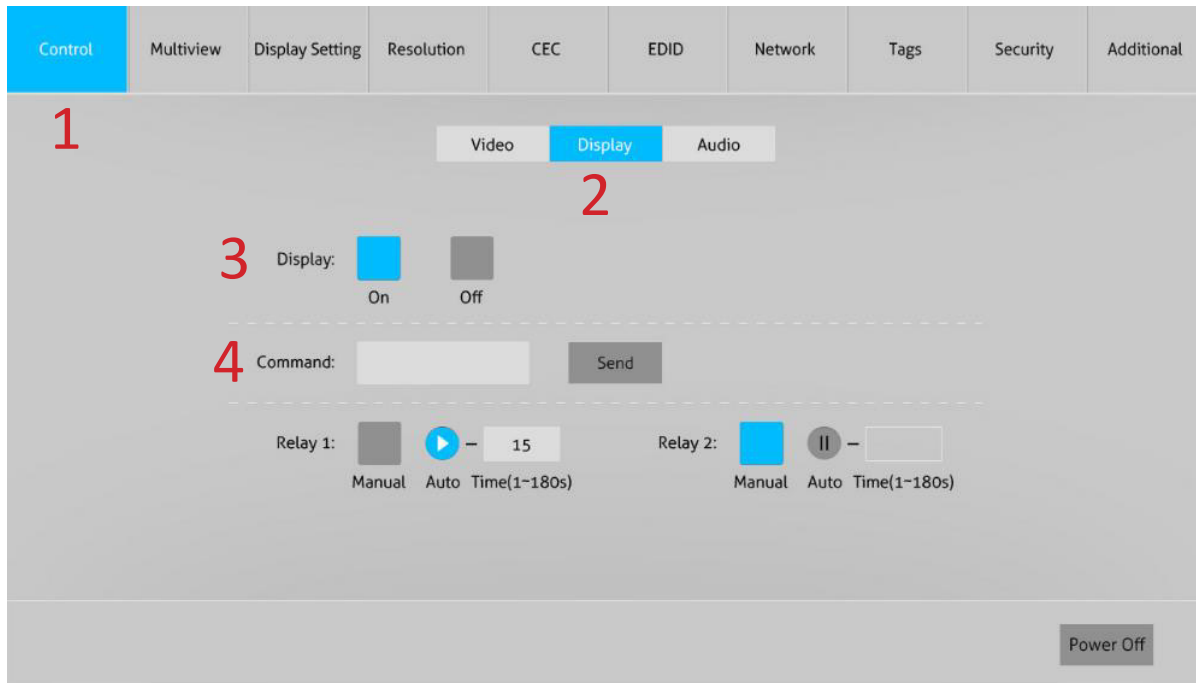 Control Multiview Display Setting Resolution CEC EDID Network Tags Security Additional
1
Video Display Audio
2
3 Display:
On Off
4 Command: Send
Relay 1: – 15 Relay 2: –
Manual Auto Time(1~180s) Manual Auto Time(1~180s)
Power Off